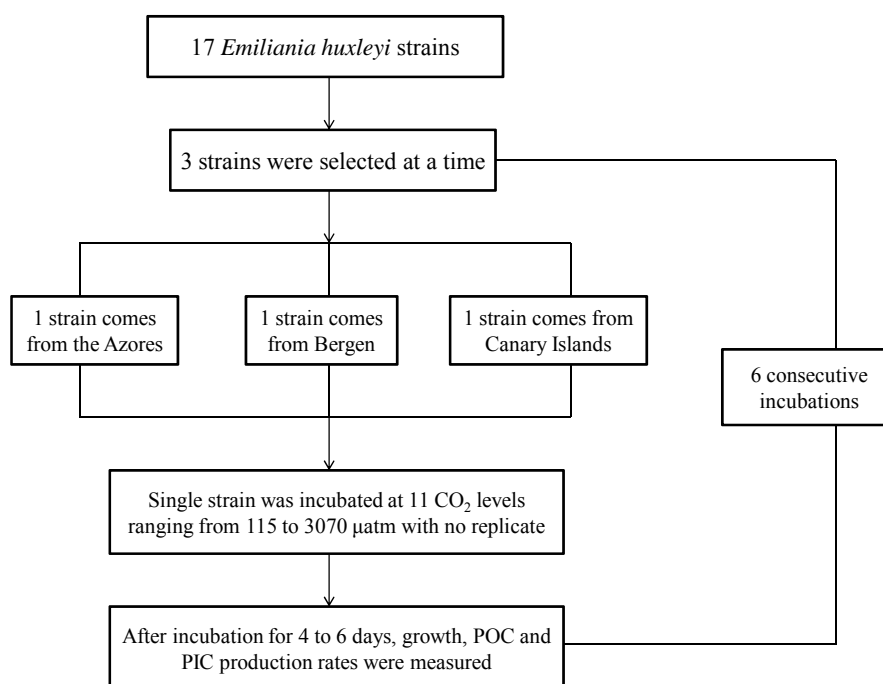 17 Emiliania huxleyi strains
3 strains were selected at a time
1 strain comes
from the Azores
1 strain comes
from Bergen
1 strain comes from
Canary Islands
6 consecutive
incubations
Single strain was incubated at 11 CO₂ levels
ranging from 115 to 3070 µatm with no replicate
After incubation for 4 to 6 days, growth, POC and
PIC production rates were measured